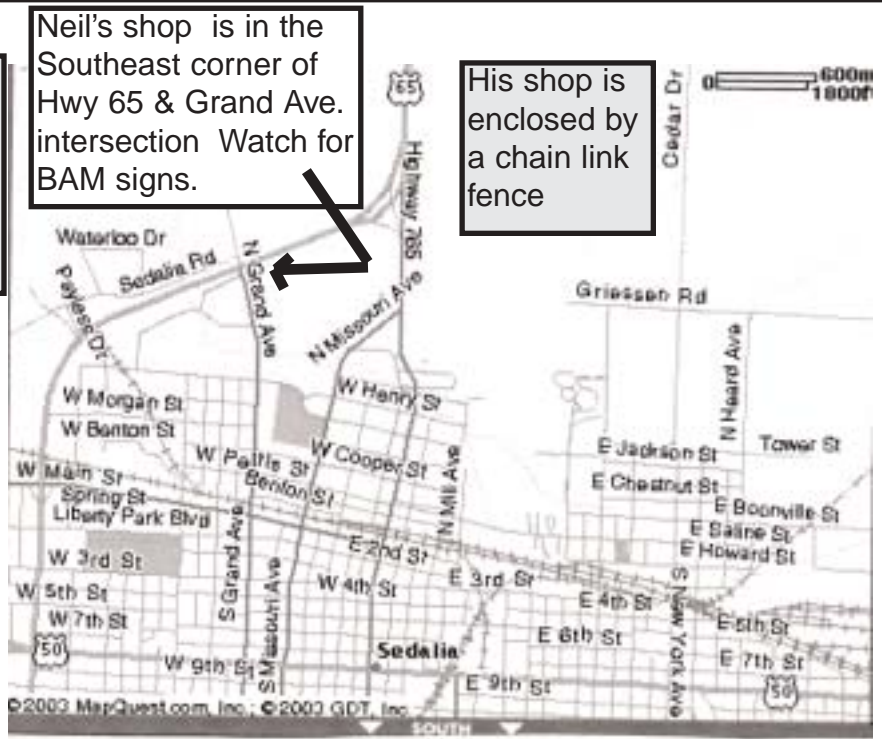 Neil's shop is in the
Southeast corner of
Hwy 65 & Grand Ave.
intersection Watch for
BAM signs.
His shop is
enclosed by
a chain link
fence
65
0 600m
1800ft
Cedar Dr
Highway 765
Waterloo Dr
Sedalia Rd
N Grand Ave
Payless Dr
N Missouri Ave
Griessen Rd
N Heard Ave
W Morgan St
W Henry St
W Benton St
W Pettis St
W Cooper St
E Jackson St
Tower St
W Main St
Benton St
N Mill Ave
E Chestnut St
Spring St
E Boonville St
Liberty Park Blvd
E Saline St
E 2nd St
E Howard St
W 3rd St
S Grand Ave
W 4th St
E 3rd St
S New York Ave
W 5th St
E 4th St
E 5th St
W 7th St
S Missouri Ave
E 6th St
50
Sedalia
E 7th St
W 9th St
E 9th St
50
©2003 MapQuest.com, Inc.; ©2003 GDT, Inc.
SOUTH